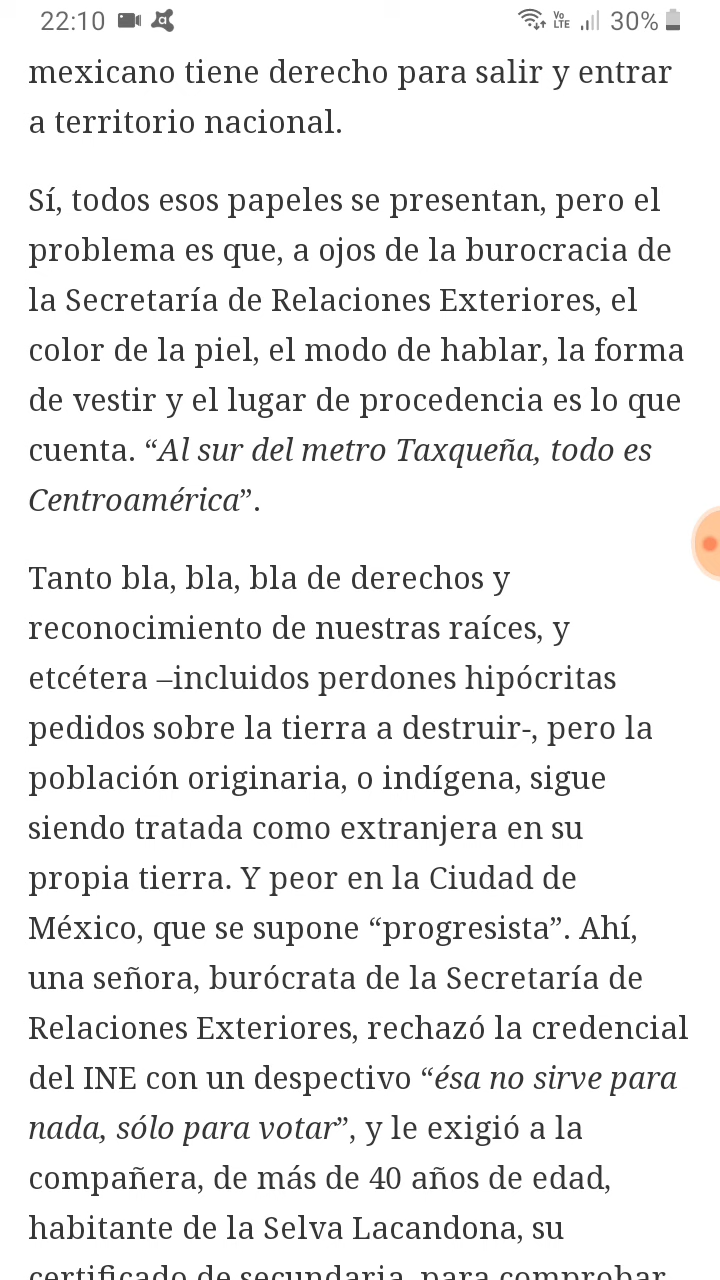 22:10 Vo LTE 30%
mexicano tiene derecho para salir y entrar
a territorio nacional.
Sí, todos esos papeles se presentan, pero el
problema es que, a ojos de la burocracia de
la Secretaría de Relaciones Exteriores, el
color de la piel, el modo de hablar, la forma
de vestir y el lugar de procedencia es lo que
cuenta. “Al sur del metro Taxqueña, todo es
Centroamérica”.
Tanto bla, bla, bla de derechos y
reconocimiento de nuestras raíces, y
etcétera –incluidos perdones hipócritas
pedidos sobre la tierra a destruir-, pero la
población originaria, o indígena, sigue
siendo tratada como extranjera en su
propia tierra. Y peor en la Ciudad de
México, que se supone “progresista”. Ahí,
una señora, burócrata de la Secretaría de
Relaciones Exteriores, rechazó la credencial
del INE con un despectivo “ésa no sirve para
nada, sólo para votar”, y le exigió a la
compañera, de más de 40 años de edad,
habitante de la Selva Lacandona, su
certificado de secundaria, para comprobar